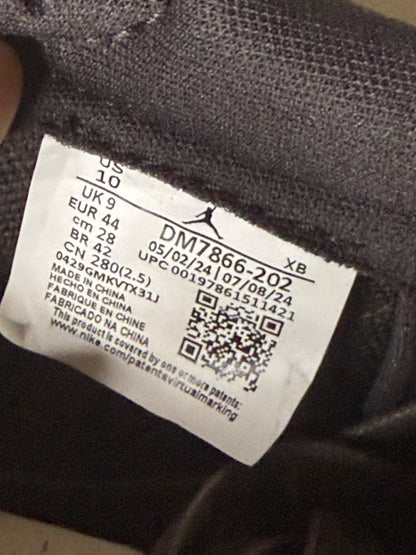 US
10
UK 9
EUR 44
cm 28
BR 42
CN 280(2.5)
0429GMKVTX31J
MADE IN CHINA
HECHO EN CHINA
FABRIQUE EN CHINE
FABRICADO NA CHINA
XB
DM7866-202
05/02/24 | 07/08/24
UPC 00197861511421
This product is covered by one or more patents:
www.nike.com/patentsvirtualmarking